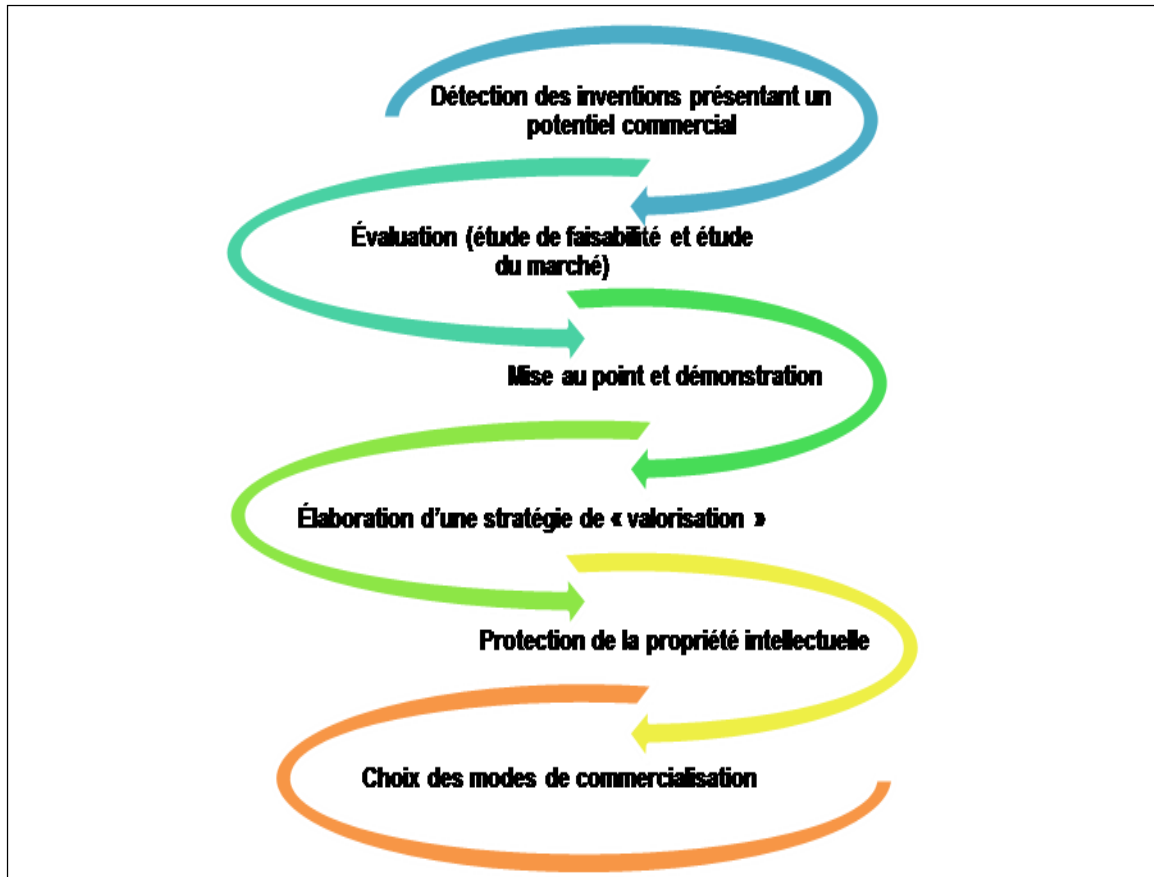 Détection des inventions présentant un
potentiel commercial
Évaluation (étude de faisabilité et étude
du marché)
Mise au point et démonstration
Élaboration d'une stratégie de « valorisation »
Protection de la propriété intellectuelle
Choix des modes de commercialisation